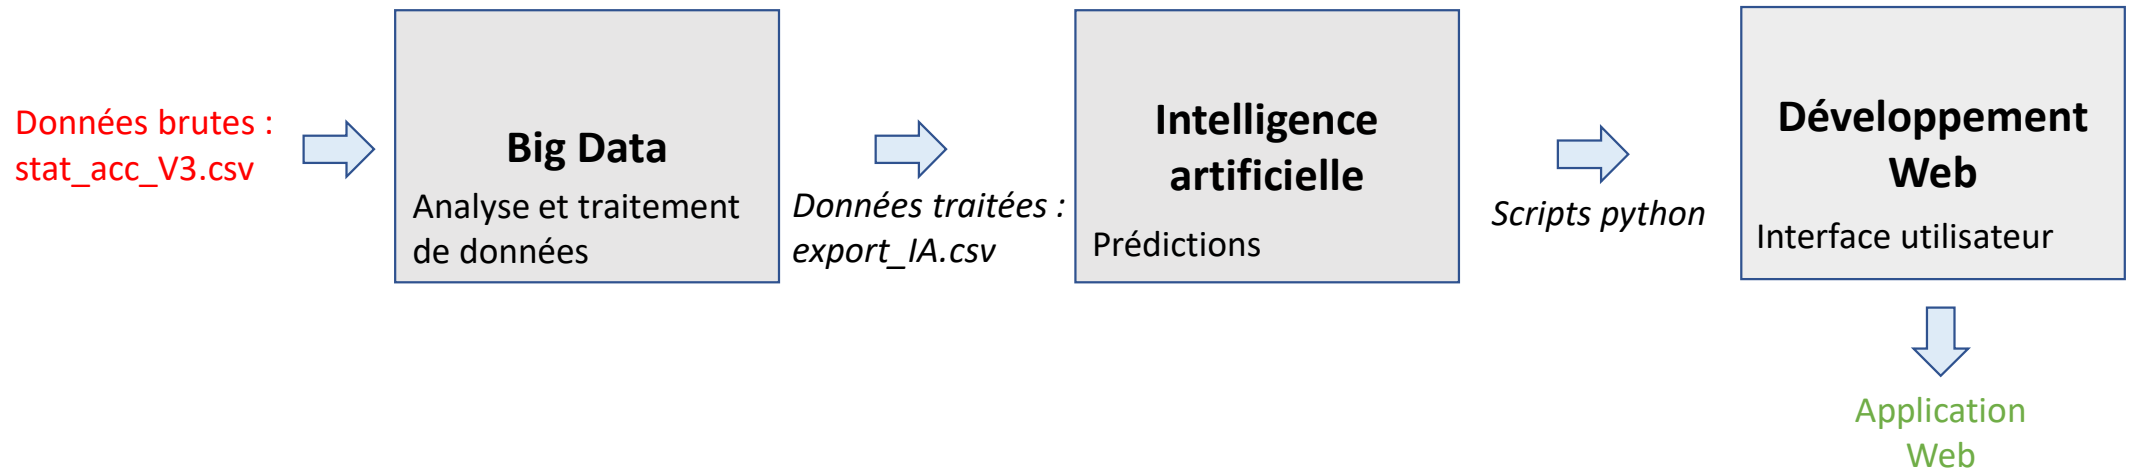 Données brutes :
stat_acc_V3.csv
Big Data
Analyse et traitement
de données
Données traitées :
export_IA.csv
Intelligence
artificielle
Prédictions
Scripts python
Développement
Web
Interface utilisateur
Application
Web